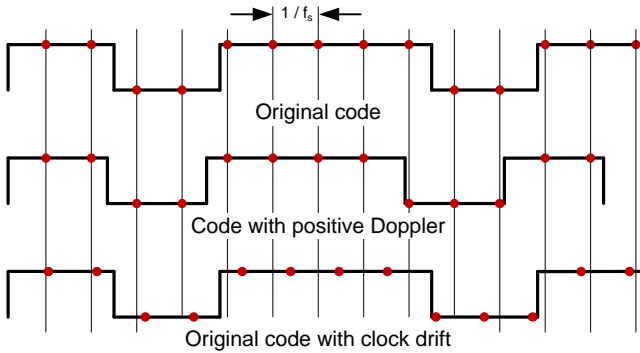 1 / fₛ
Original code
Code with positive Doppler
Original code with clock drift